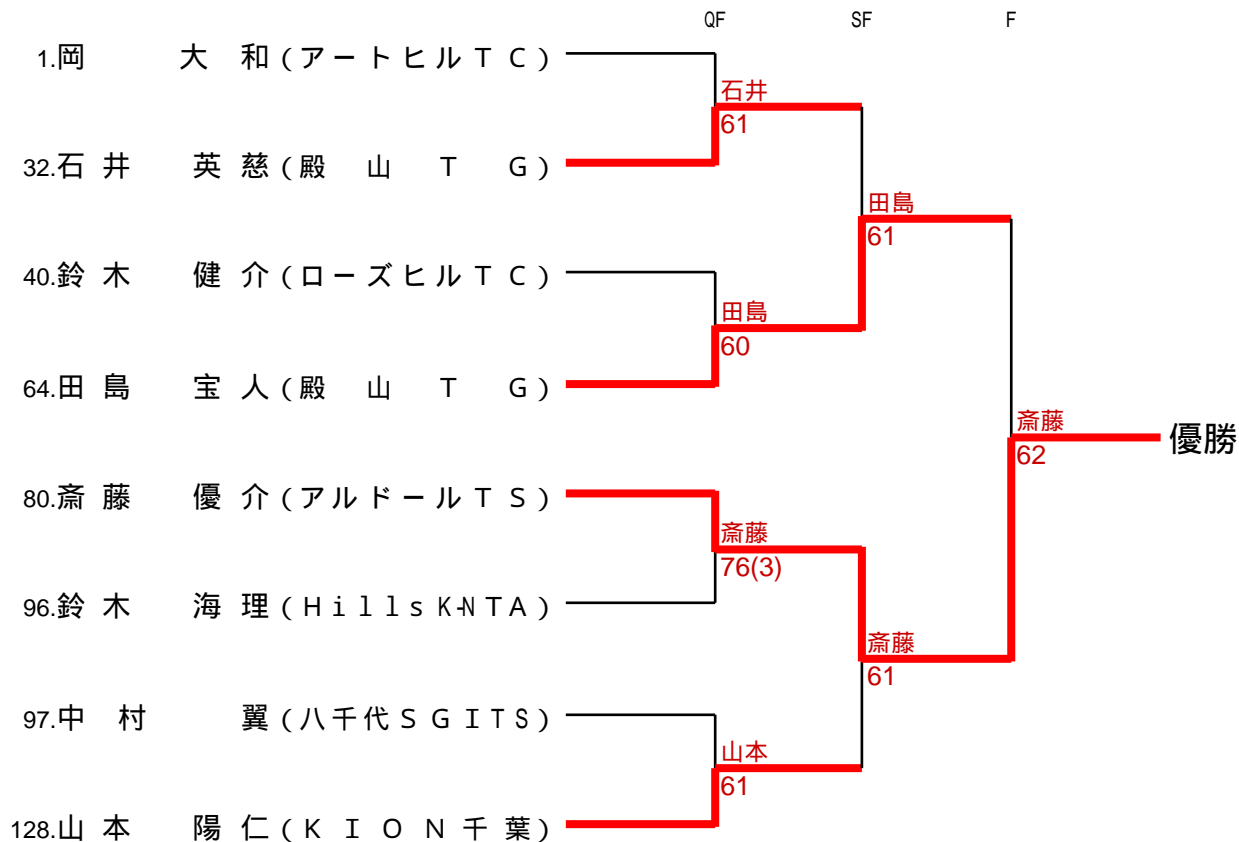 QF SF F
1.岡 大 和(アートヒルTC)
石井
61
32.石 井 英 慈(殿 山 T G)
田島
61
40.鈴 木 健 介(ローズヒルTC)
田島
60
64.田 島 宝 人(殿 山 T G)
斎藤
62
優勝
80.斎 藤 優 介(アルドールTS)
斎藤
76(3)
96.鈴 木 海 理(Hills K-NTA)
斎藤
61
97.中 村 翼(八千代SGITS)
山本
61
128.山 本 陽 仁(KION千葉)